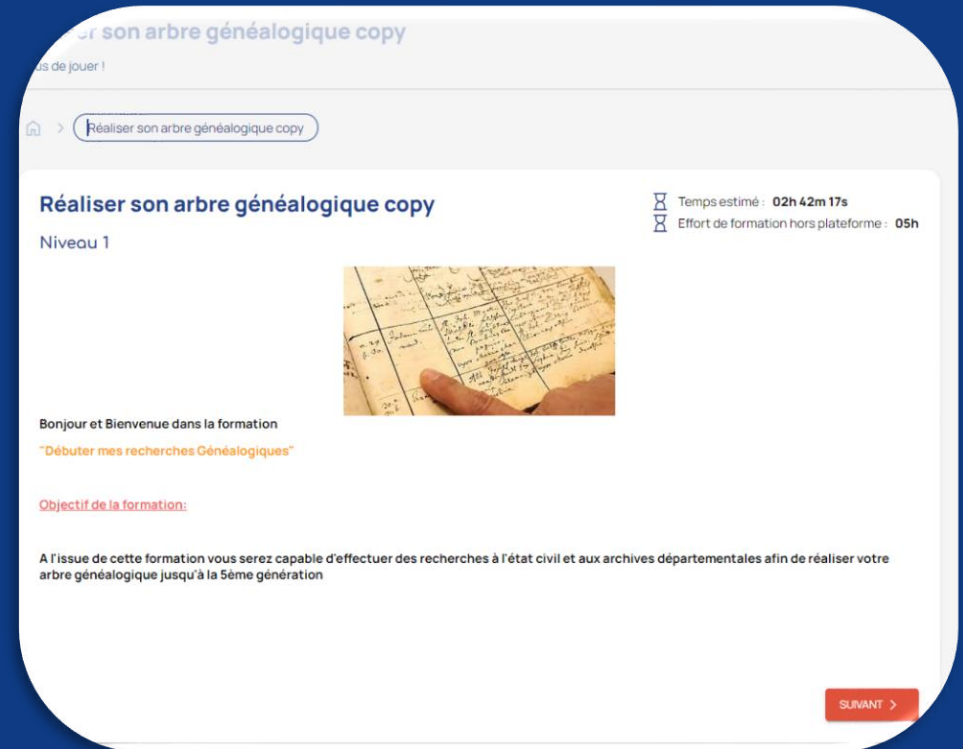 son arbre généalogique copy
de jouer !
Réaliser son arbre généalogique copy
Réaliser son arbre généalogique copy
Temps estimé : 02h 42m 17s
Effort de formation hors plateforme : 05h
Niveau 1
Bonjour et Bienvenue dans la formation
"Débuter mes recherches Généalogiques"
Objectif de la formation:
A l'issue de cette formation vous serez capable d'effectuer des recherches à l'état civil et aux archives départementales afin de réaliser votre
arbre généalogique jusqu'à la 5ème génération
SUIVANT >